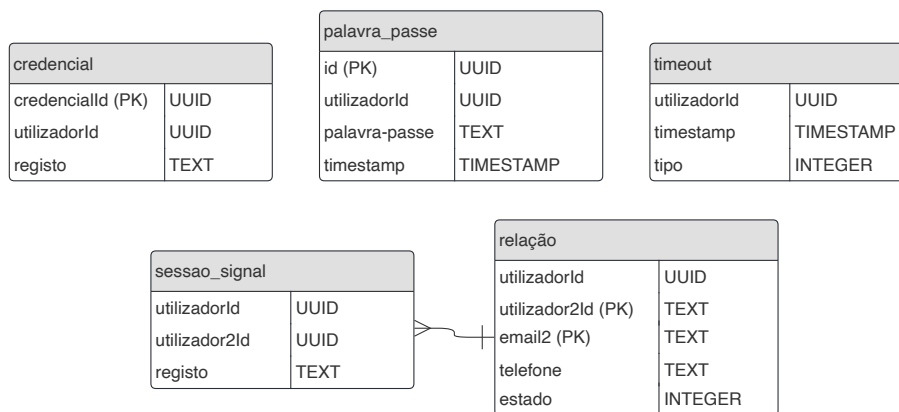 credencial
credencialId (PK) UUID
utilizadorId UUID
registo TEXT
palavra_passe
id (PK) UUID
utilizadorId UUID
palavra-passe TEXT
timestamp TIMESTAMP
timeout
utilizadorId UUID
timestamp TIMESTAMP
tipo INTEGER
sessao_signal
utilizadorId UUID
utilizador2Id UUID
registo TEXT
relação
utilizadorId UUID
utilizador2Id (PK) TEXT
email2 (PK) TEXT
telefone TEXT
estado INTEGER